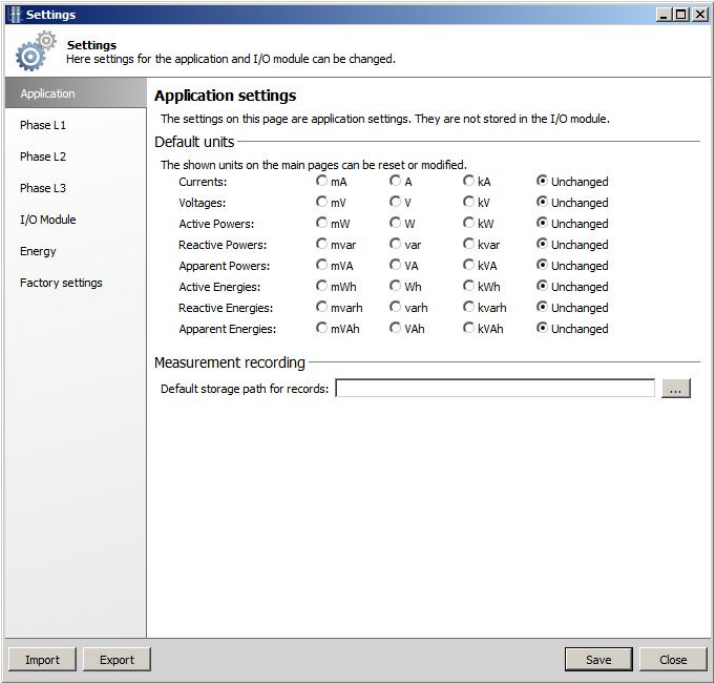 Settings
Settings
Here settings for the application and I/O module can be changed.
Application
Phase L1
Phase L2
Phase L3
I/O Module
Energy
Factory settings
Application settings
The settings on this page are application settings. They are not stored in the I/O module.
Default units
The shown units on the main pages can be reset or modified.
Currents: mA A kA Unchanged
Voltages: mV V kV Unchanged
Active Powers: mW W kW Unchanged
Reactive Powers: mvar var kvar Unchanged
Apparent Powers: mVA VA kVA Unchanged
Active Energies: mWh Wh kWh Unchanged
Reactive Energies: mvarh varh kvarh Unchanged
Apparent Energies: mVAh VAh kVAh Unchanged
Measurement recording
Default storage path for records: ...
Import Export Save Close